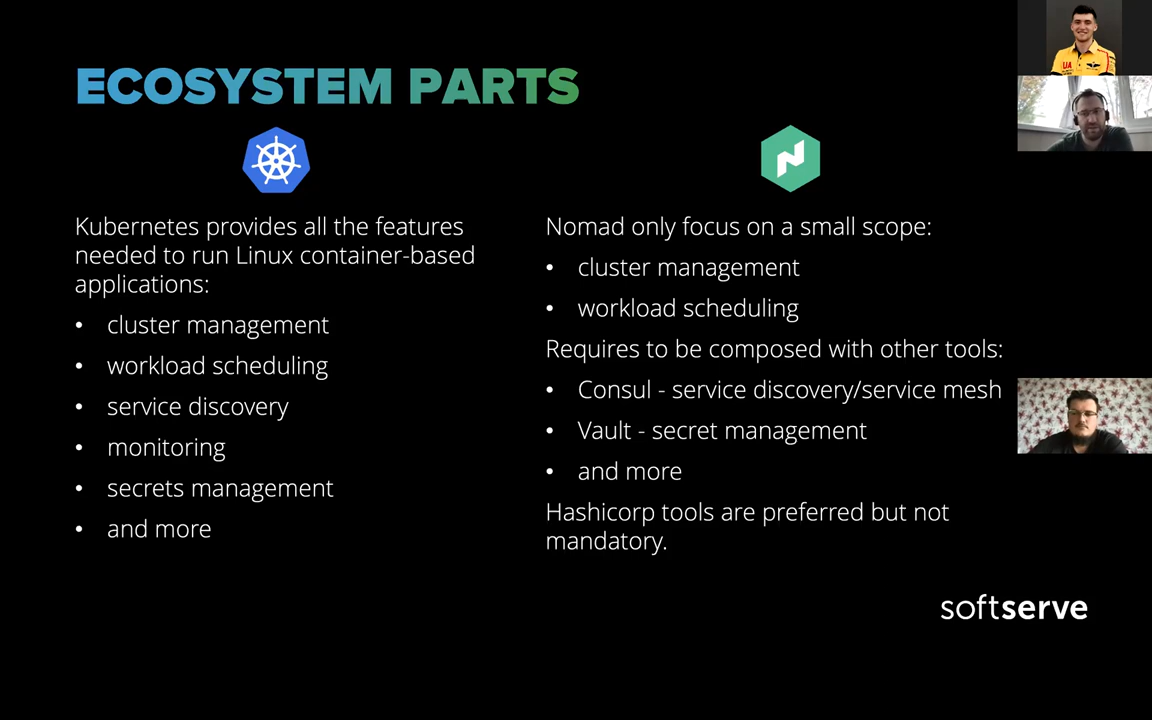 ECOSYSTEM PARTS
Kubernetes provides all the features
needed to run Linux container-based
applications:
• cluster management
• workload scheduling
• service discovery
• monitoring
• secrets management
• and more
Nomad only focus on a small scope:
• cluster management
• workload scheduling
Requires to be composed with other tools:
• Consul - service discovery/service mesh
• Vault - secret management
• and more
Hashicorp tools are preferred but not
mandatory.
softserve
UA